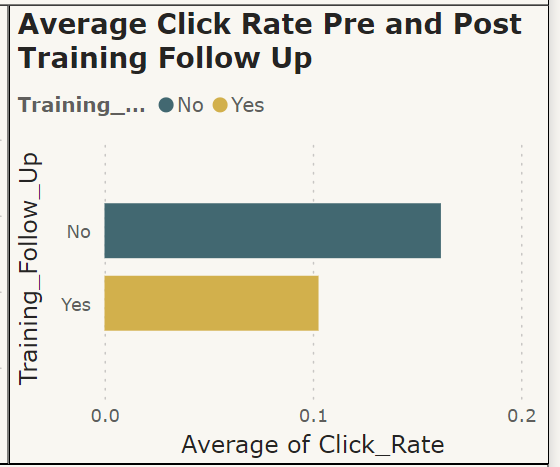 Average Click Rate Pre and Post
Training Follow Up
Training_... No Yes
Training_Follow_Up
No
Yes
0.0 0.1 0.2
Average of Click_Rate